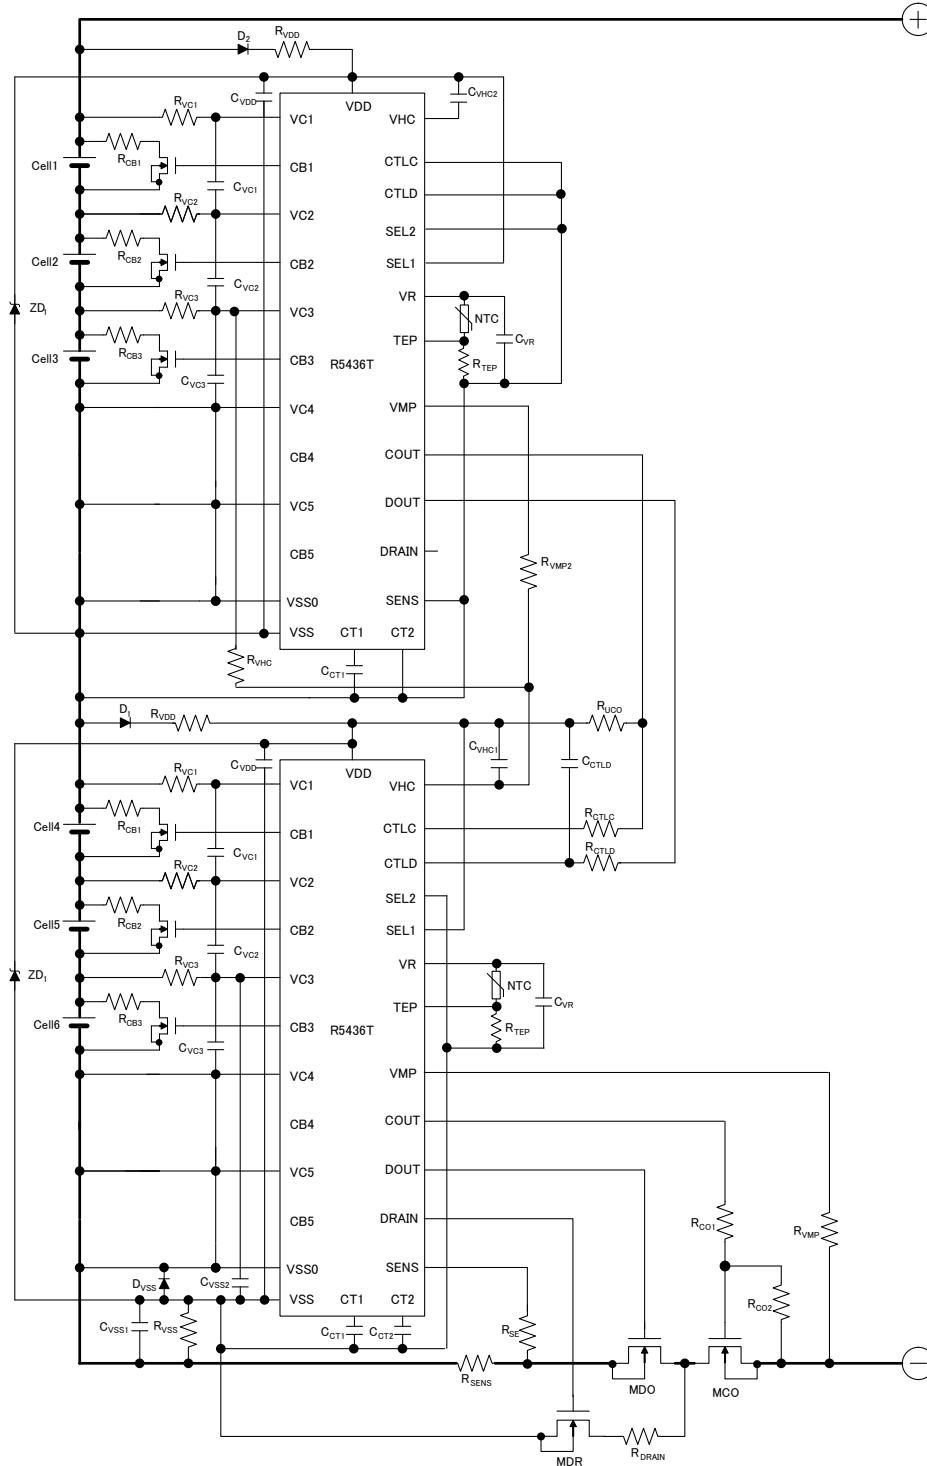 +
D2 RVDD
CVDD VDD CVHC2
RVC1 VC1 VHC
Cell1 RCB1 CB1 CTLC
CVC1 CTLD
RVC2 VC2 SEL2
Cell2 RCB2 CB2 SEL1
CVC2
ZD1 RVC3 VC3 VR NTC CVR
Cell3 RCB3 CB3 R5436T TEP RTEP
CVC3
VC4 VMP
CB4 COUT
VC5 DOUT
CB5 DRAIN RVMP2
VSS0 SENS
VSS CT1 CT2
RVHC CCT1
D1 RVDD RUCO
CVDD VDD CVHC1 CCTLD
RVC1 VC1 VHC
Cell4 RCB1 CB1 CTLC RCTLC
CVC1 CTLD RCTLD
RVC2 VC2 SEL2
Cell5 RCB2 CB2 SEL1
CVC2
ZD1 RVC3 VC3 VR NTC CVR
Cell6 RCB3 CB3 R5436T TEP RTEP
CVC3
VC4 VMP
CB4 COUT
VC5 DOUT
CB5 DRAIN RCO1 RVMP
VSS0 SENS
DVSS CVSS2 VSS CT1 CT2 RCO2
CVSS1 RVSS CCT1 CCT2 RSE
RSENS MDO MCO −
MDR RDRAIN